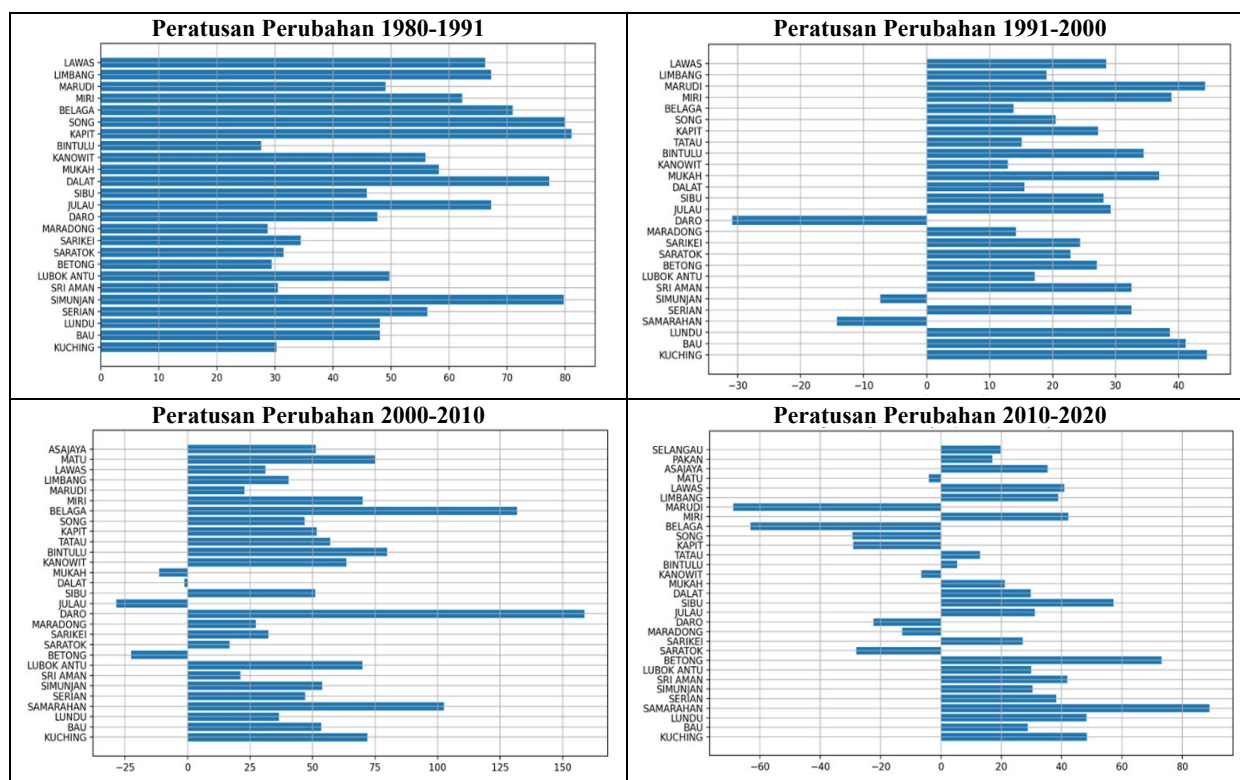 Peratusan Perubahan 1980-1991
LAWAS
LIMBANG
MARUDI
MIRI
BELAGA
SONG
KAPIT
BINTULU
KANOWIT
MUKAH
DALAT
SIBU
JULAU
DARO
MARADONG
SARIKEI
SARATOK
BETONG
LUBOK ANTU
SRI AMAN
SIMUNJAN
SERIAN
LUNDU
BAU
KUCHING
0 10 20 30 40 50 60 70 80
Peratusan Perubahan 1991-2000
LAWAS
LIMBANG
MARUDI
MIRI
BELAGA
SONG
KAPIT
TATAU
BINTULU
KANOWIT
MUKAH
DALAT
SIBU
JULAU
DARO
MARADONG
SARIKEI
SARATOK
BETONG
LUBOK ANTU
SRI AMAN
SIMUNJAN
SERIAN
SAMARAHAN
LUNDU
BAU
KUCHING
−30 −20 −10 0 10 20 30 40
Peratusan Perubahan 2000-2010
ASAJAYA
MATU
LAWAS
LIMBANG
MARUDI
MIRI
BELAGA
SONG
KAPIT
TATAU
BINTULU
KANOWIT
MUKAH
DALAT
SIBU
JULAU
DARO
MARADONG
SARIKEI
SARATOK
BETONG
LUBOK ANTU
SRI AMAN
SIMUNJAN
SERIAN
SAMARAHAN
LUNDU
BAU
KUCHING
−25 0 25 50 75 100 125 150
Peratusan Perubahan 2010-2020
SELANGAU
PAKAN
ASAJAYA
MATU
LAWAS
LIMBANG
MARUDI
MIRI
BELAGA
SONG
KAPIT
TATAU
BINTULU
KANOWIT
MUKAH
DALAT
SIBU
JULAU
DARO
MARADONG
SARIKEI
SARATOK
BETONG
LUBOK ANTU
SRI AMAN
SIMUNJAN
SERIAN
SAMARAHAN
LUNDU
BAU
KUCHING
−60 −40 −20 0 20 40 60 80